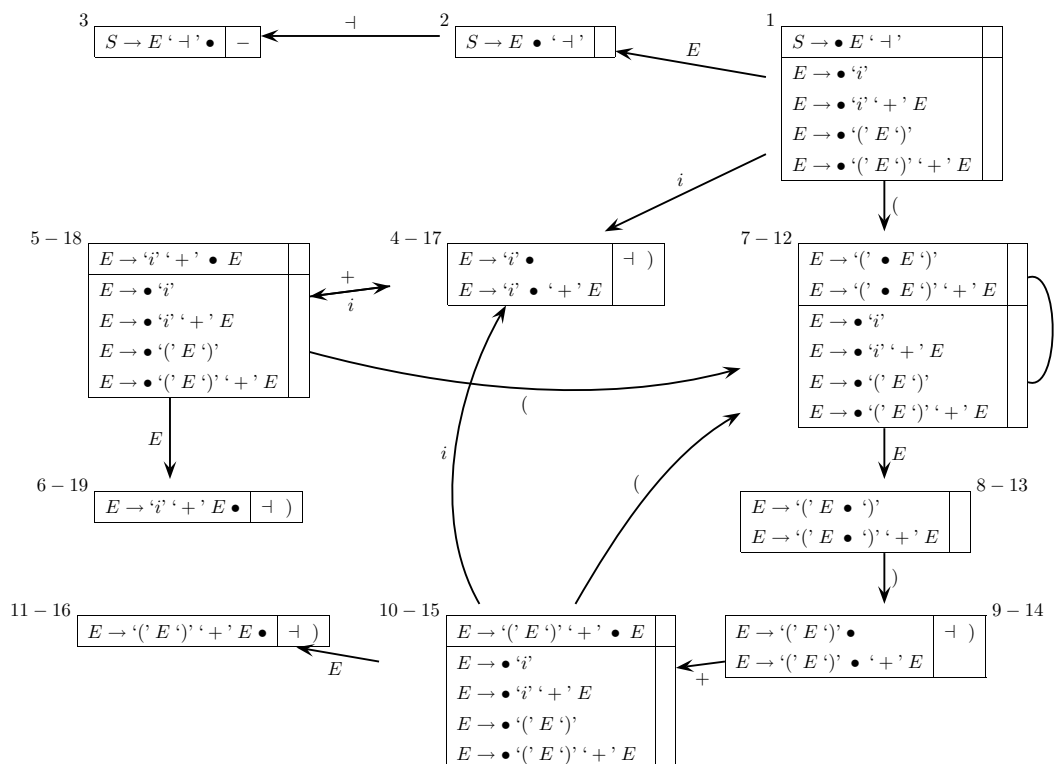 3
S → E ‘ ⊣’ ● –
⊣
2
S → E ● ‘ ⊣’
E
1
S → ● E ‘ ⊣’
E → ● ‘i’
E → ● ‘i’ ‘ + ’ E
E → ● ‘(’ E ‘)’
E → ● ‘(’ E ‘)’ ‘ + ’ E
i
(
5 − 18
E → ‘i’ ‘ + ’ ● E
E → ● ‘i’
E → ● ‘i’ ‘ + ’ E
E → ● ‘(’ E ‘)’
E → ● ‘(’ E ‘)’ ‘ + ’ E
+
i
4 − 17
E → ‘i’ ● ⊣ )
E → ‘i’ ● ‘ + ’ E
7 − 12
E → ‘(’ ● E ‘)’
E → ‘(’ ● E ‘)’ ‘ + ’ E
E → ● ‘i’
E → ● ‘i’ ‘ + ’ E
E → ● ‘(’ E ‘)’
E → ● ‘(’ E ‘)’ ‘ + ’ E
(
E
i
(
E
6 − 19
E → ‘i’ ‘ + ’ E ● ⊣ )
8 − 13
E → ‘(’ E ● ‘)’
E → ‘(’ E ● ‘)’ ‘ + ’ E
)
11 − 16
E → ‘(’ E ‘)’ ‘ + ’ E ● ⊣ )
E
10 − 15
E → ‘(’ E ‘)’ ‘ + ’ ● E
E → ● ‘i’
E → ● ‘i’ ‘ + ’ E
E → ● ‘(’ E ‘)’
E → ● ‘(’ E ‘)’ ‘ + ’ E
+
9 − 14
E → ‘(’ E ‘)’ ● ⊣ )
E → ‘(’ E ‘)’ ● ‘ + ’ E